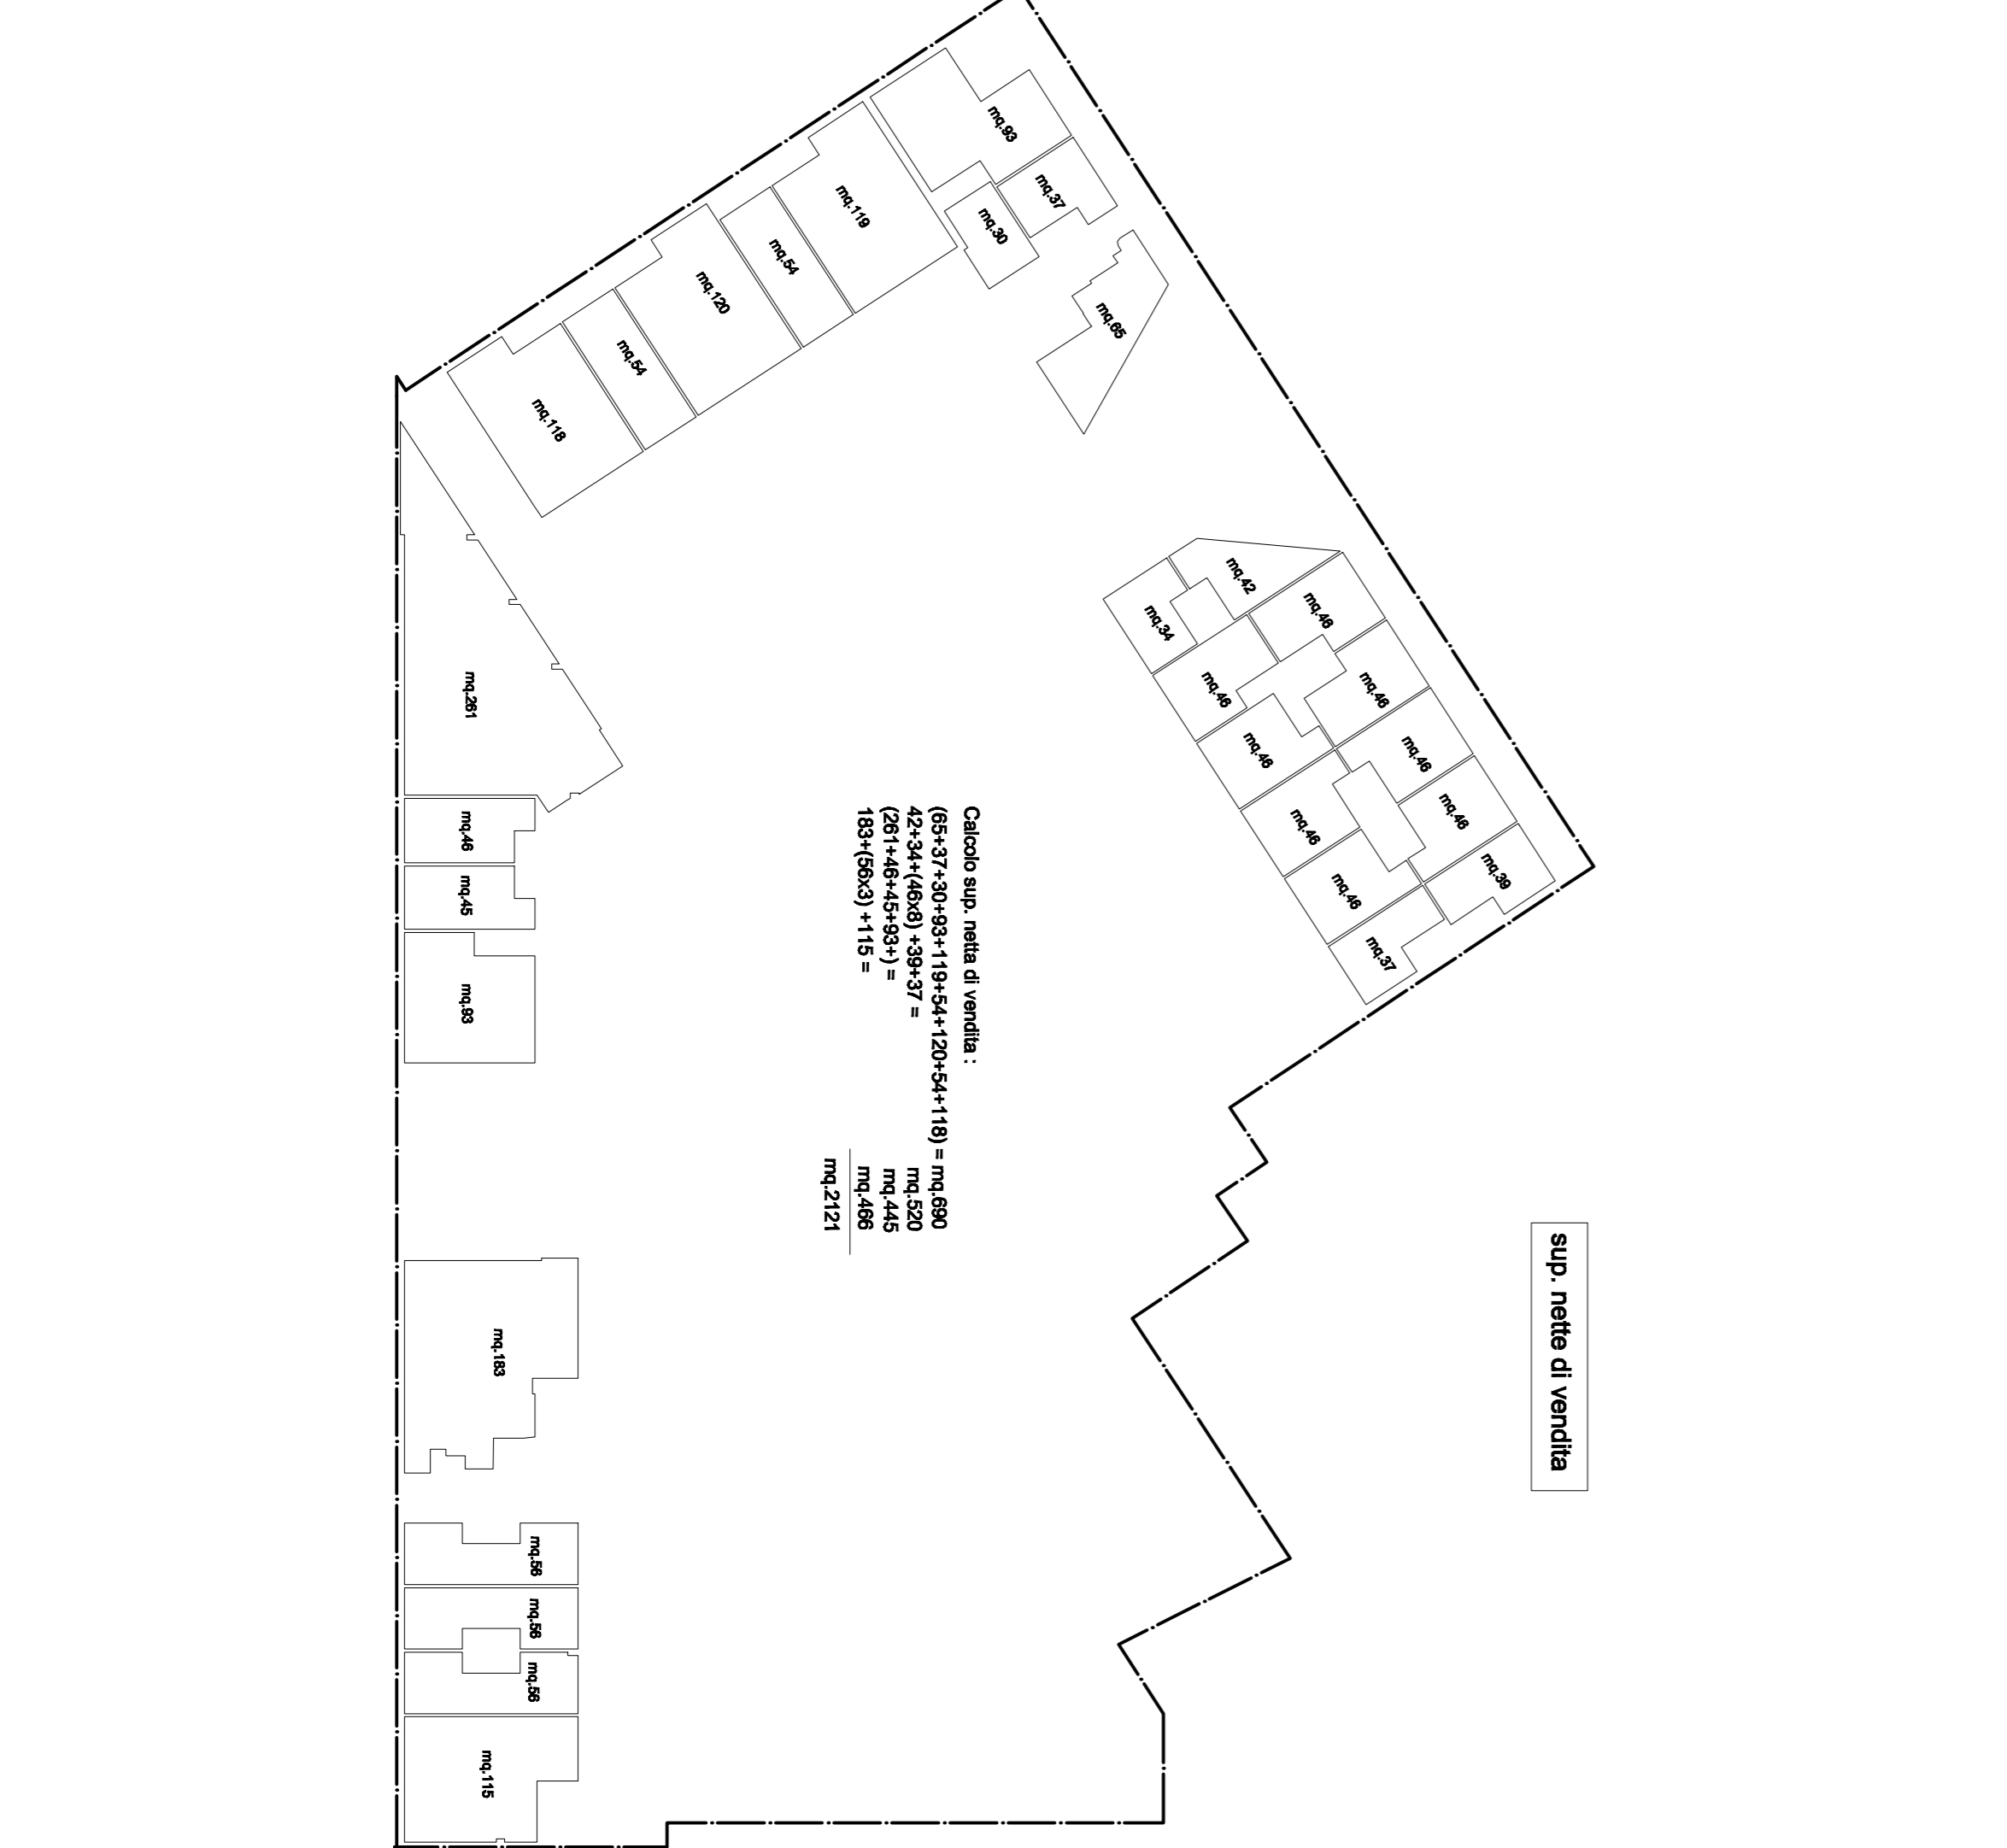 sup. nette di vendita
Calcolo sup. netta di vendita :
(65+37+30+93+119+54+120+54+118) = mq.690
42+34+(46x8) +39+37 = mq.520
(261+46+45+93+) = mq.445
183+(56x3) +115 = mq.466
mq.2121
mq.93
mq.37
mq.30
mq.65
mq.119
mq.54
mq.120
mq.54
mq.118
mq.42
mq.34
mq.46
mq.46
mq.46
mq.46
mq.46
mq.46
mq.46
mq.46
mq.39
mq.37
mq.261
mq.46
mq.45
mq.93
mq.183
mq.56
mq.56
mq.56
mq.115